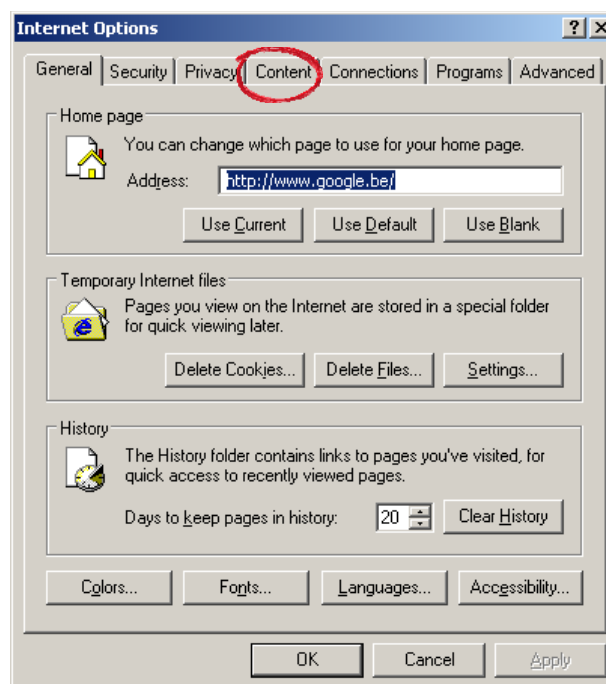 Internet Options
General Security Privacy Content Connections Programs Advanced
Home page
You can change which page to use for your home page.
Address: http://www.google.be/
Use Current Use Default Use Blank
Temporary Internet files
Pages you view on the Internet are stored in a special folder
for quick viewing later.
Delete Cookies... Delete Files... Settings...
History
The History folder contains links to pages you've visited, for
quick access to recently viewed pages.
Days to keep pages in history: 20 Clear History
Colors... Fonts... Languages... Accessibility...
OK Cancel Apply